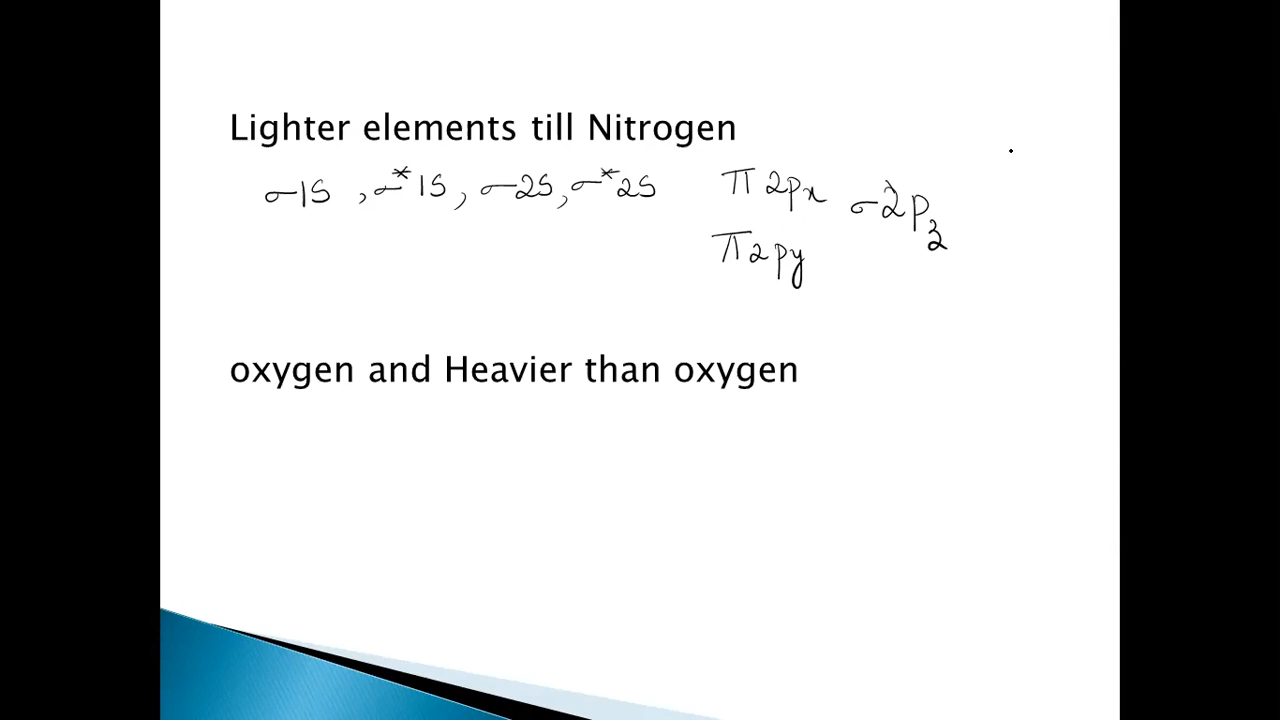 Lighter elements till Nitrogen
σ1s , σ*1s, σ2s, σ*2s π2px σ2pz
π2py
oxygen and Heavier than oxygen